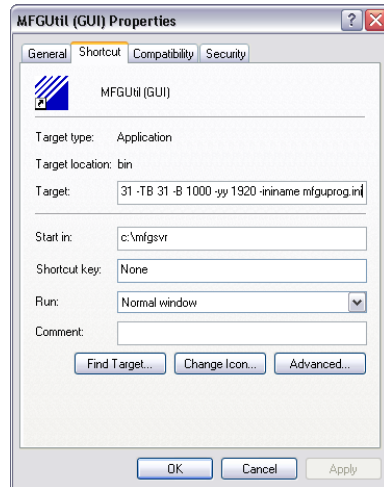 MFGUtil (GUI) Properties
General Shortcut Compatibility Security
MFGUtil (GUI)
Target type: Application
Target location: bin
Target: 31 -TB 31 -B 1000 -yy 1920 -ininame mfguprog.ini
Start in: c:\mfgsvr
Shortcut key: None
Run: Normal window
Comment:
Find Target... Change Icon... Advanced...
OK Cancel Apply